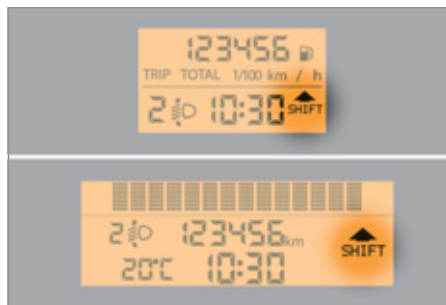 123456
TRIP TOTAL 1/100 km / h
2 10:30 SHIFT
2 123456km
SHIFT
20°C 10:30